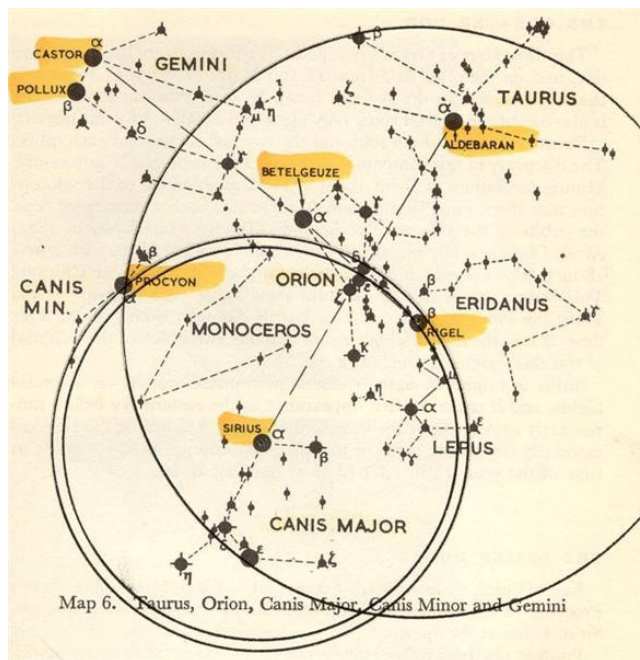 α
CASTOR
GEMINI
POLLUX
β
δ
μ η
β
ζ
ε
TAURUS
α
ALDEBARAN
BETELGEUZE
α
γ
β
CANIS
MIN.
α
PROCYON
ORION
δ
ε
ζ
κ
MONOCEROS
β
RIGEL
β
ERIDANUS
γ
μ
η
α
γ
ε
LEPUS
SIRIUS
α
β
CANIS MAJOR
δ
ε
ζ
η
Map 6. Taurus, Orion, Canis Major, Canis Minor and Gemini